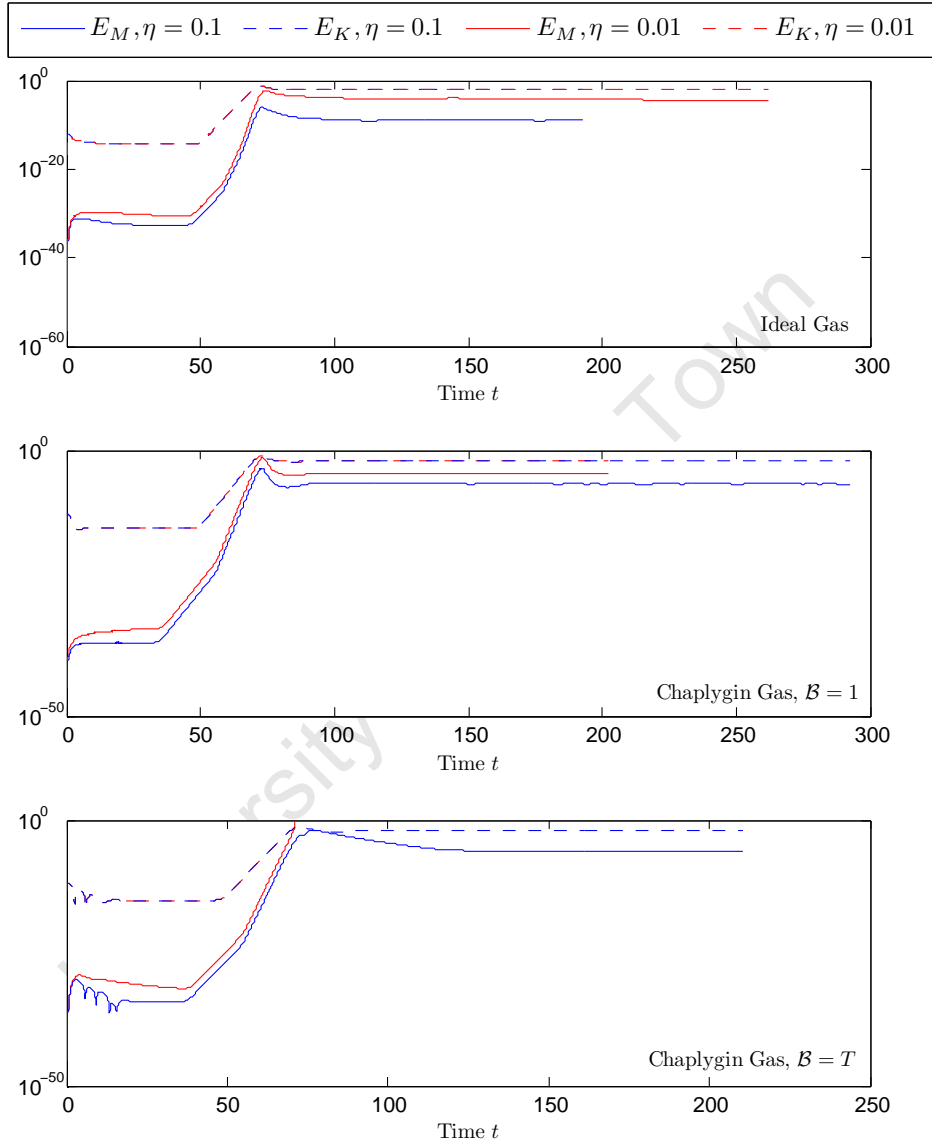 E_M, η = 0.1 E_K, η = 0.1 E_M, η = 0.01 E_K, η = 0.01
10^0
10^−20
10^−40
10^−60
Ideal Gas
0 50 100 150 200 250 300
Time t
Town
10^0
10^−50
Chaplygin Gas, B = 1
0 50 100 150 200 250 300
Time t
10^0
10^−50
Chaplygin Gas, B = T
0 50 100 150 200 250
Time t